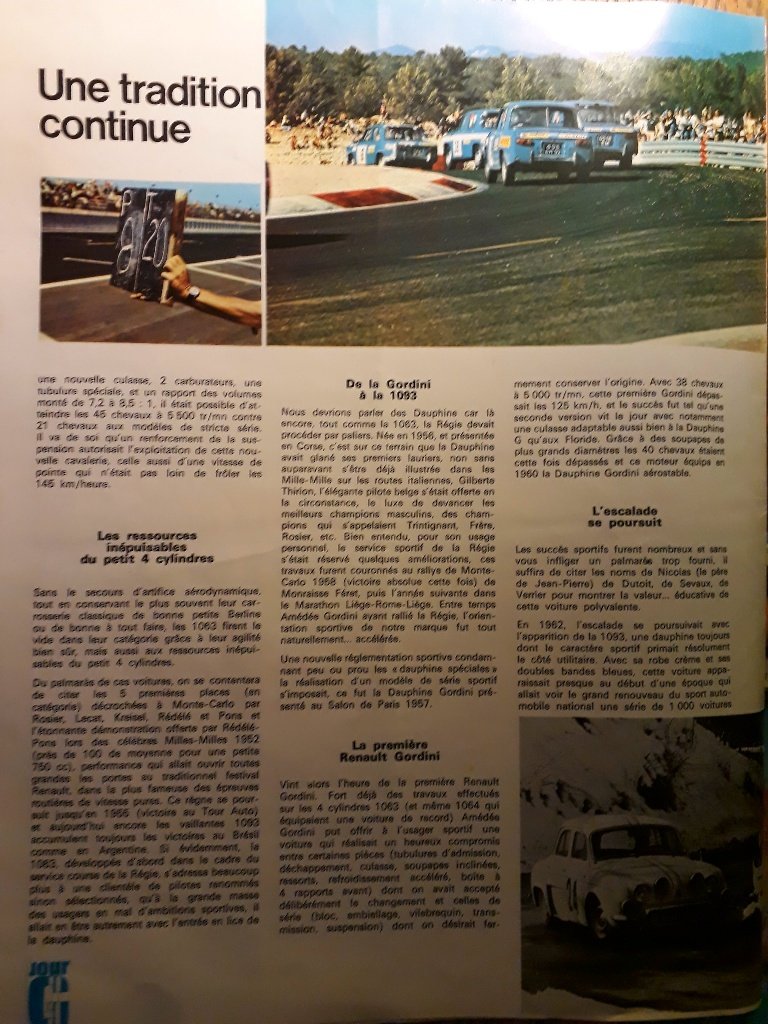 Une tradition
continue
une nouvelle culasse, 2 carburateurs, une
tubulure spéciale, et un rapport des volumes
monté de 7,2 à 8,5 : 1, il était possible d'at-
teindre les 45 chevaux à 5 500 tr/mn contre
21 chevaux aux modèles de stricte série.
Il va de soi qu'un renforcement de la sus-
pension autorisait l'exploitation de cette nou-
velle cavalerie, celle aussi d'une vitesse de
pointe qui n'était pas loin de frôler les
145 km/heure.
Les ressources
inépuisables
du petit 4 cylindres
Sans le secours d'artifice aérodynamique,
tout en conservant le plus souvent leur car-
rosserie classique de bonne petite Berline
ou de bonne à tout faire, les 1063 firent le
vide dans leur catégorie grâce à leur agilité
bien sûr, mais aussi aux ressources inépui-
sables du petit 4 cylindres.
Du palmarès de ces voitures, on se contentera
de citer les 5 premières places (en
catégorie) décrochées à Monte-Carlo par
Rosier, Lecat, Kreisel, Rédélé et Pons et
l'étonnante démonstration offerte par Rédélé-
Pons lors des célèbres Milles-Milles 1952
(près de 100 de moyenne pour une petite
750 cc), performance qui allait ouvrir toutes
grandes les portes au traditionnel festival
Renault, dans la plus fameuse des épreuves
routières de vitesse pures. Ce règne se pour-
suit jusqu'en 1956 (victoire au Tour Auto)
et aujourd'hui encore les vaillantes 1093
accumulent toujours les victoires au Brésil
comme en Argentine. Si évidemment, la
1063, développée d'abord dans le cadre du
service course de la Régie, s'adresse beaucoup
plus à une clientèle de pilotes renommés
sinon sélectionnés, qu'à la grande masse
des usagers en mal d'ambitions sportives, il
allait en être autrement avec l'entrée en lice de
la dauphine.
JOUR
G
De la Gordini
à la 1093
Nous devrions parler des Dauphine car là
encore, tout comme la 1063, la Régie devait
procéder par paliers. Née en 1956, et présentée
en Corse, c'est sur ce terrain que la Dauphine
avait glané ses premiers lauriers, non sans
auparavant s'être déjà illustrée dans les
Mille-Mille sur les routes italiennes, Gilberte
Thirion, l'élégante pilote belge s'était offerte en
la circonstance, le luxe de devancer les
meilleurs champions masculins, des cham-
pions qui s'appelaient Trintignant, Frère,
Rosier, etc. Bien entendu, pour son usage
personnel, le service sportif de la Régie
s'était réservé quelques améliorations, ces
travaux furent couronnés au rallye de Monte-
Carlo 1958 (victoire absolue cette fois) de
Monraisse Féret, puis l'année suivante dans
le Marathon Liège-Rome-Liège. Entre temps
Amédée Gordini ayant rallié la Régie, l'orien-
tation sportive de notre marque fut tout
naturellement... accélérée.
Une nouvelle réglementation sportive condam-
nant peu ou prou les « dauphine spéciales »
la réalisation d'un modèle de série sportif
s'imposait, ce fut la Dauphine Gordini pré-
senté au Salon de Paris 1957.
La première
Renault Gordini
Vint alors l'heure de la première Renault
Gordini. Fort déjà des travaux effectués
sur les 4 cylindres 1063 (et même 1064 qui
équipaient une voiture de record) Amédée
Gordini put offrir à l'usager sportif une
voiture qui réalisait un heureux compromis
entre certaines pièces (tubulures d'admission,
déchappement, culasse, soupapes inclinées,
ressorts, refroidissement accéléré, boîte à
4 rapports avant) dont on avait accepté
délibérément le changement et celles de
série (bloc, embiellage, vilebrequin, trans-
mission, suspension) dont on désirait fer-
mement conserver l'origine. Avec 38 chevaux
à 5 000 tr/mn, cette première Gordini dépas-
sait les 125 km/h, et le succès fut tel qu'une
seconde version vit le jour avec notamment
une culasse adaptable aussi bien à la Dauphine
G qu'aux Floride. Grâce à des soupapes de
plus grands diamètres les 40 chevaux étaient
cette fois dépassés et ce moteur équipa en
1960 la Dauphine Gordini aérostable.
L'escalade
se poursuit
Les succès sportifs furent nombreux et sans
vous infliger un palmarès trop fourni, il
suffira de citer les noms de Nicolas (le père
de Jean-Pierre) de Dutoit, de Sevaux, de
Verrier pour montrer la valeur... éducative de
cette voiture polyvalente.
En 1962, l'escalade se poursuivait avec
l'apparition de la 1093, une dauphine toujours
dont le caractère sportif primait résolument
le côté utilitaire. Avec sa robe crème et ses
doubles bandes bleues, cette voiture appa-
raissait presque au début d'une époque qui
allait voir le grand renouveau du sport auto-
mobile national une série de 1 000 voitures